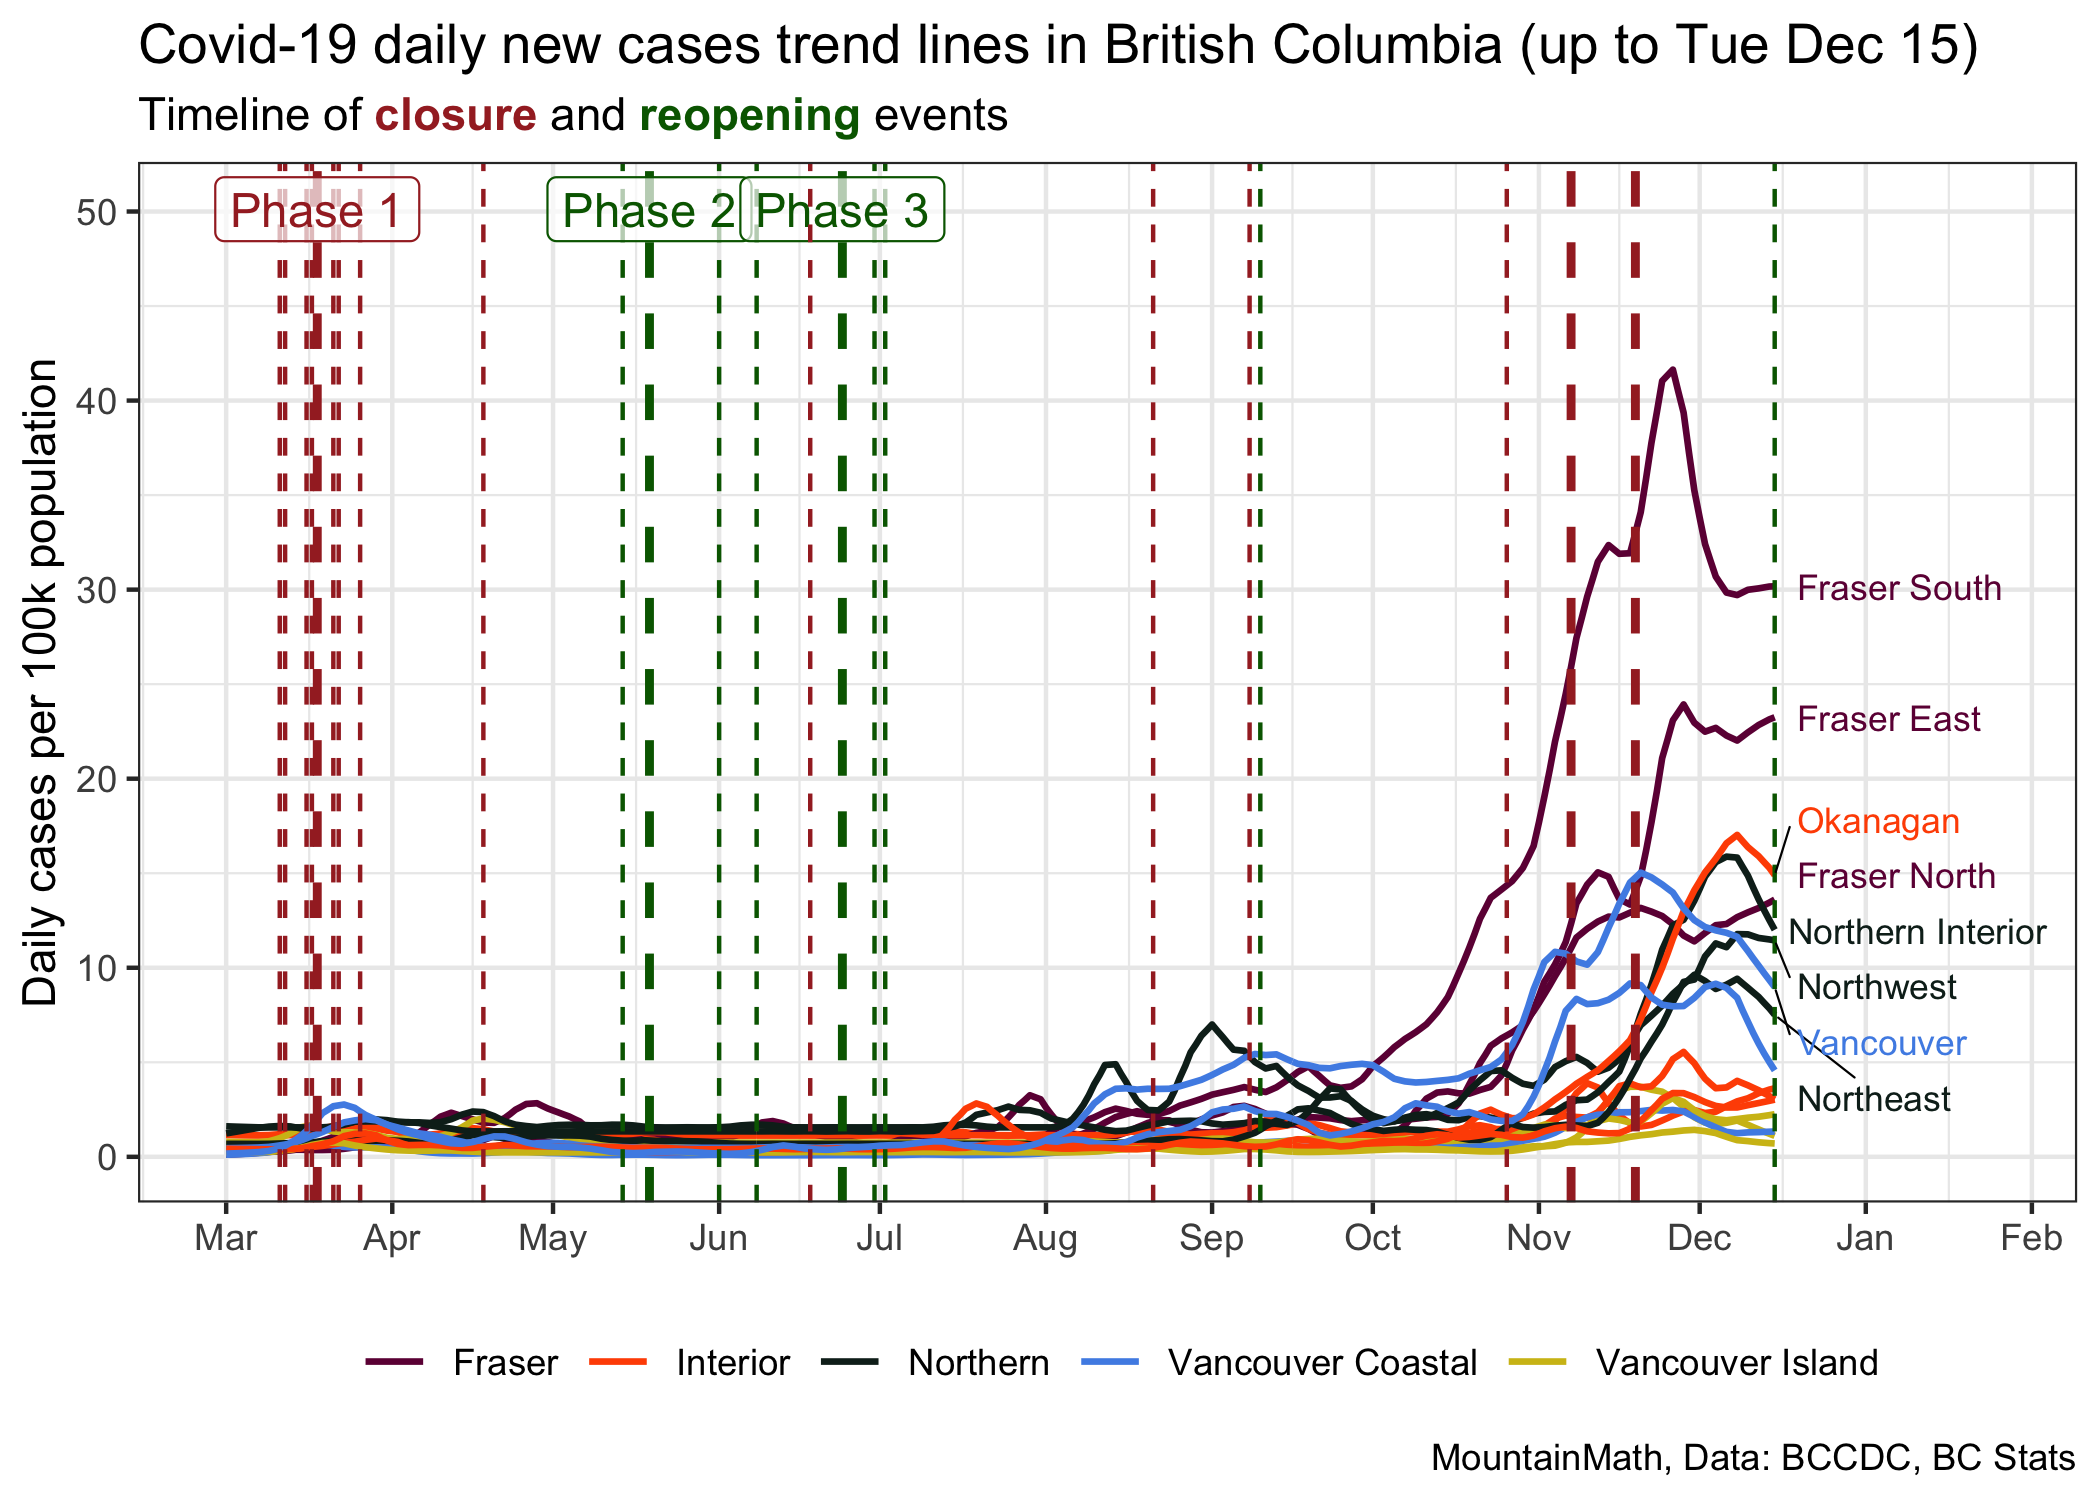 Covid-19 daily new cases trend lines in British Columbia (up to Tue Dec 15)
Timeline of closure and reopening events
Phase 1
Phase 2
Phase 3
Daily cases per 100k population
50
40
30
20
10
0
Fraser South
Fraser East
Okanagan
Fraser North
Northern Interior
Northwest
Vancouver
Northeast
Mar Apr May Jun Jul Aug Sep Oct Nov Dec Jan Feb
Fraser Interior Northern Vancouver Coastal Vancouver Island
MountainMath, Data: BCCDC, BC Stats